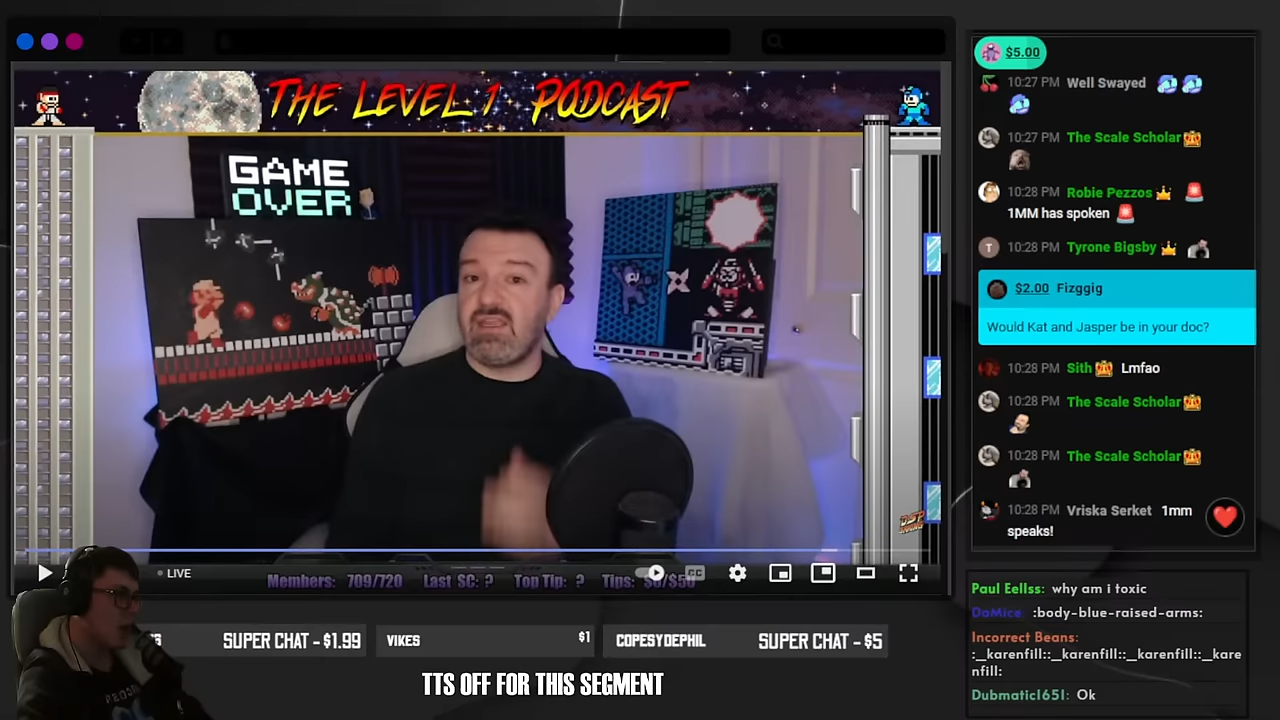 THE LEVEL 1 PODCAST
GAME
OVER
LIVE
Members: 709/720 Last SC: ? Top Tip: ? Tips:
CC
SUPER CHAT - $1.99
VIKES $1
COPESYDEPHIL SUPER CHAT - $5
TTS OFF FOR THIS SEGMENT
$5.00
10:27 PM Well Swayed
10:27 PM The Scale Scholar
10:28 PM Robie Pezzos
1MM has spoken
T 10:28 PM Tyrone Bigsby
$2.00 Fizggig
Would Kat and Jasper be in your doc?
10:28 PM Sith Lmfao
10:28 PM The Scale Scholar
10:28 PM The Scale Scholar
10:28 PM Vriska Serket 1mm
speaks!
Paul Eellss: why am i toxic
DaMice: :body-blue-raised-arms:
Incorrect Beans:
:__karenfill::__karenfill::__karenfill::__kare
nfill:
Dubmatic1651: Ok